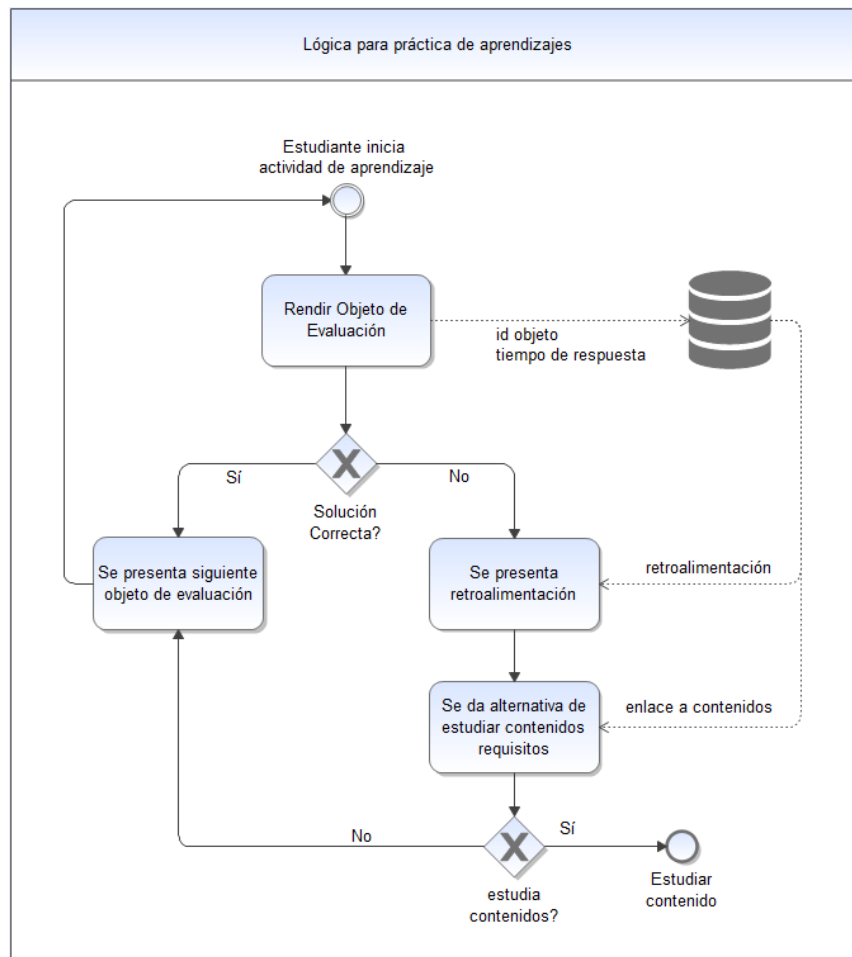 Lógica para práctica de aprendizajes
Estudiante inicia
actividad de aprendizaje
Rendir Objeto de
Evaluación
id objeto
tiempo de respuesta
Sí
No
Solución
Correcta?
Se presenta siguiente
objeto de evaluación
Se presenta
retroalimentación
retroalimentación
Se da alternativa de
estudiar contenidos
requisitos
enlace a contenidos
No
Sí
estudia
contenidos?
Estudiar
contenido